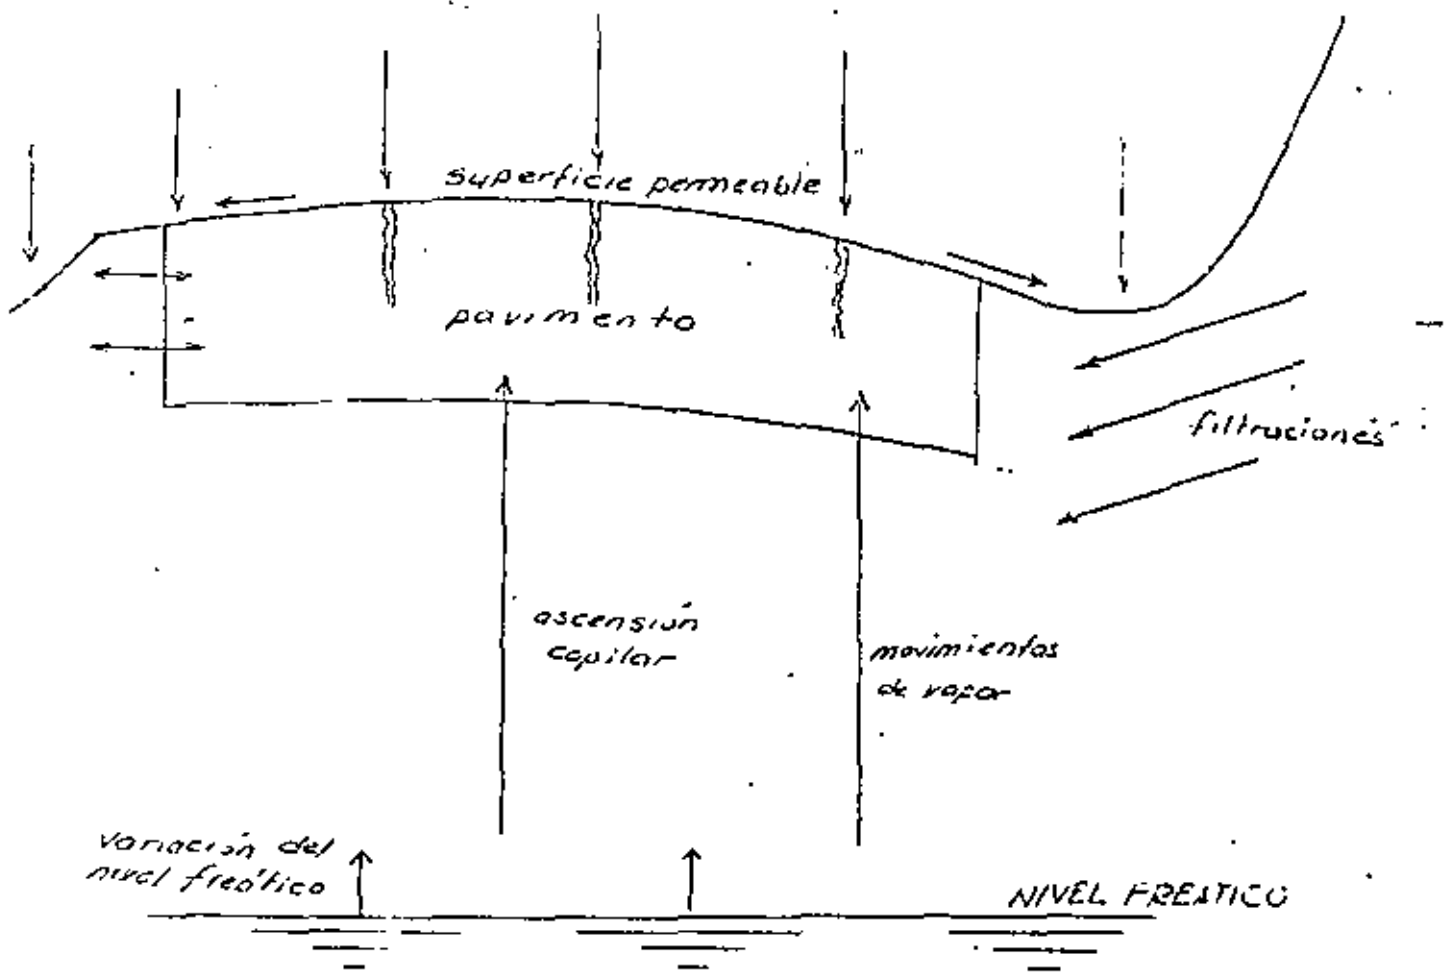 superficie permeable
pavimento
filtraciones
ascensión
capilar
movimientos
de vapor
variación del
nivel freático
NIVEL FREATICO